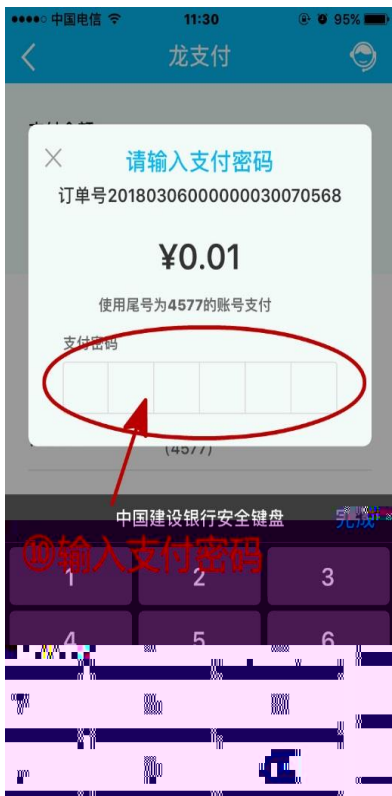 中国电信
11:30
95%
龙支付
请输入支付密码
订单号20180306000000030070568
¥0.01
使用尾号为4577的账号支付
支付密码
(4577)
中国建设银行安全键盘
完成
⑩输入支付密码
1 2 3
4 5 6